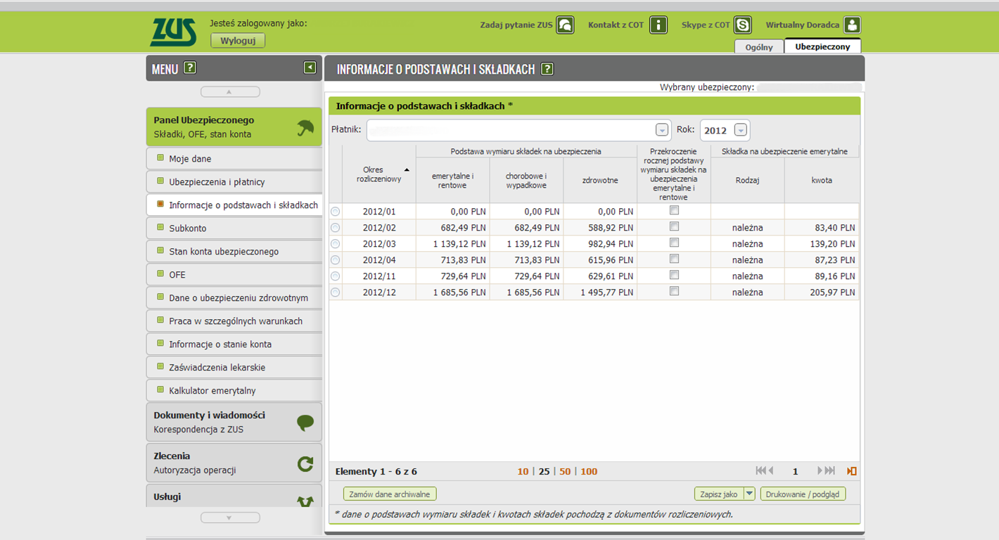 ZUS
Jesteś zalogowany jako:
Wyloguj
Zadaj pytanie ZUS
Kontakt z COT
Skype z COT
Wirtualny Doradca
Ogólny
Ubezpieczony
MENU ?
INFORMACJE O PODSTAWACH I SKŁADKACH ?
Wybrany ubezpieczony:
Panel Ubezpieczonego
Składki, OFE, stan konta
Moje dane
Ubezpieczenia i płatnicy
Informacje o podstawach i składkach
Subkonto
Stan konta ubezpieczonego
OFE
Dane o ubezpieczeniu zdrowotnym
Praca w szczególnych warunkach
Informacje o stanie konta
Zaświadczenia lekarskie
Kalkulator emerytalny
Dokumenty i wiadomości
Korespondencja z ZUS
Zlecenia
Autoryzacja operacji
Usługi
Informacje o podstawach i składkach *
Płatnik:
Rok: 2012
Okres
rozliczeniowy
Podstawa wymiaru składek na ubezpieczenia
emerytalne i
rentowe
chorobowe i
wypadkowe
zdrowotne
Przekroczenie
rocznej podstawy
wymiaru składek na
ubezpieczenia
emerytalne i
rentowe
Składka na ubezpieczenie emerytalne
Rodzaj
kwota
2012/01 0,00 PLN 0,00 PLN 0,00 PLN
2012/02 682,49 PLN 682,49 PLN 588,92 PLN należna 83,40 PLN
2012/03 1 139,12 PLN 1 139,12 PLN 982,94 PLN należna 139,20 PLN
2012/04 713,83 PLN 713,83 PLN 615,96 PLN należna 87,23 PLN
2012/11 729,64 PLN 729,64 PLN 629,61 PLN należna 89,16 PLN
2012/12 1 685,56 PLN 1 685,56 PLN 1 495,77 PLN należna 205,97 PLN
Elementy 1 - 6 z 6
10 | 25 | 50 | 100
1
Zamów dane archiwalne
Zapisz jako
Drukowanie / podgląd
* dane o podstawach wymiaru składek i kwotach składek pochodzą z dokumentów rozliczeniowych.